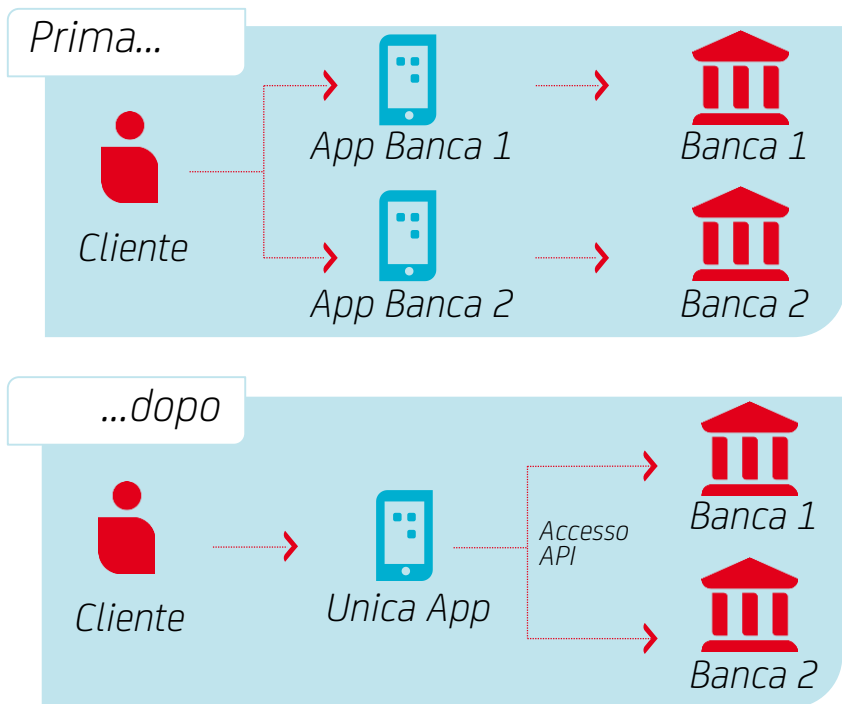 Prima...
App Banca 1
Banca 1
Cliente
App Banca 2
Banca 2
...dopo
Banca 1
Accesso
API
Unica App
Cliente
Banca 2